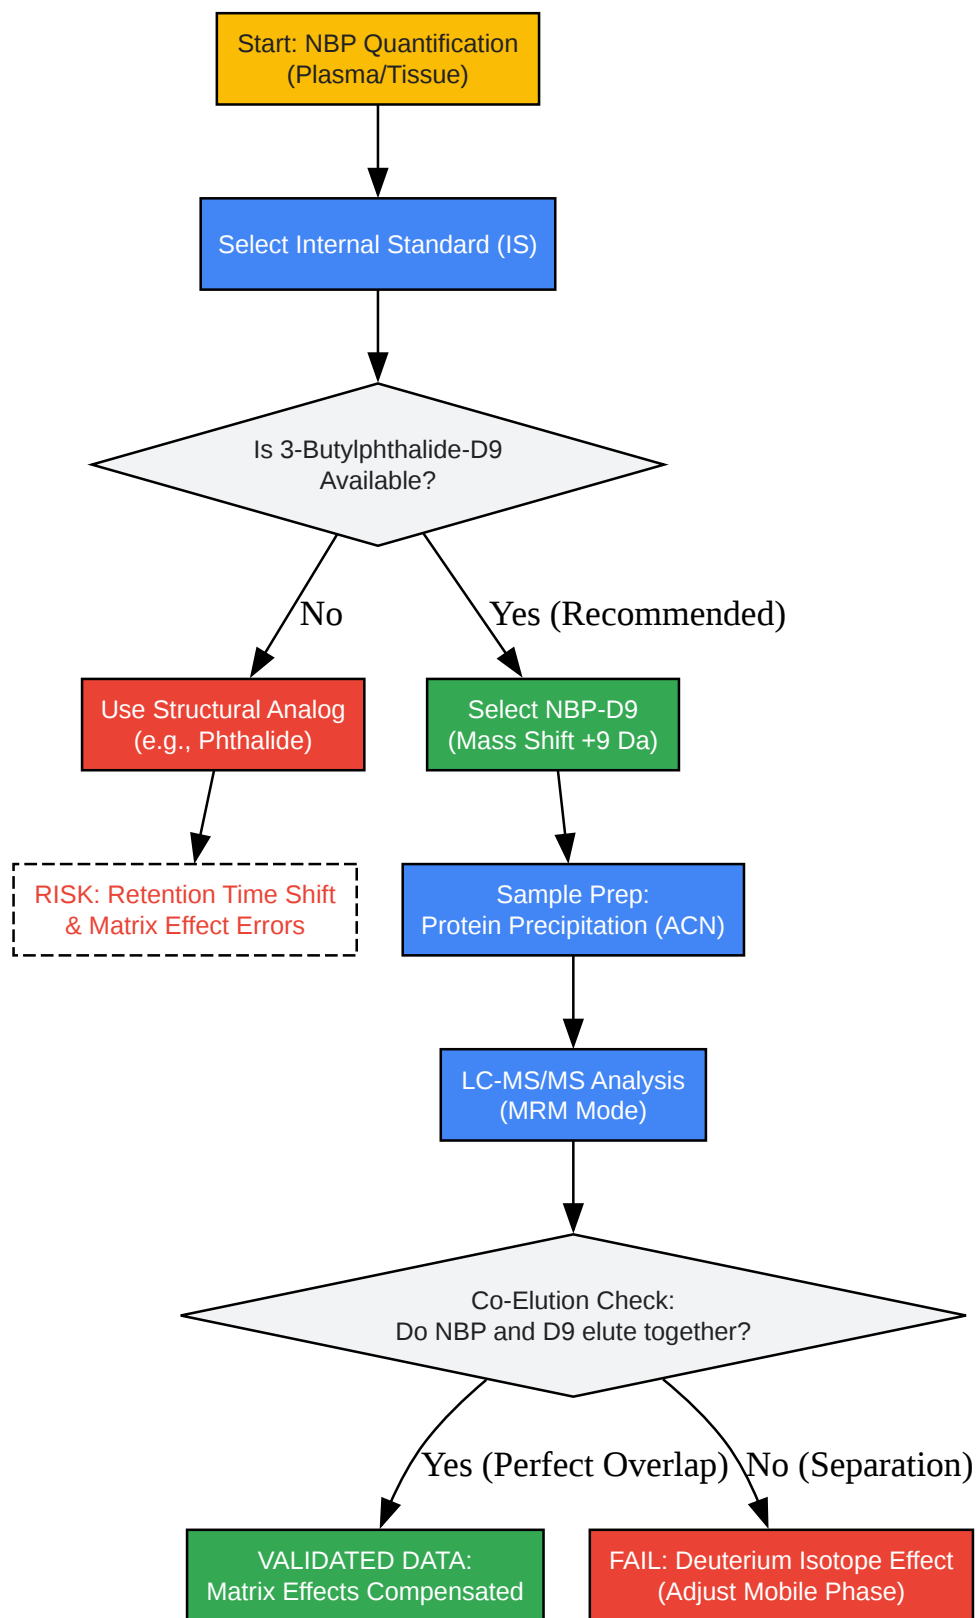 Start: NBP Quantification
(Plasma/Tissue)
Select Internal Standard (IS)
Is 3-Butylphthalide-D9
Available?
No
Yes (Recommended)
Use Structural Analog
(e.g., Phthalide)
Select NBP-D9
(Mass Shift +9 Da)
RISK: Retention Time Shift
& Matrix Effect Errors
Sample Prep:
Protein Precipitation (ACN)
LC-MS/MS Analysis
(MRM Mode)
Co-Elution Check:
Do NBP and D9 elute together?
Yes (Perfect Overlap)
No (Separation)
VALIDATED DATA:
Matrix Effects Compensated
FAIL: Deuterium Isotope Effect
(Adjust Mobile Phase)